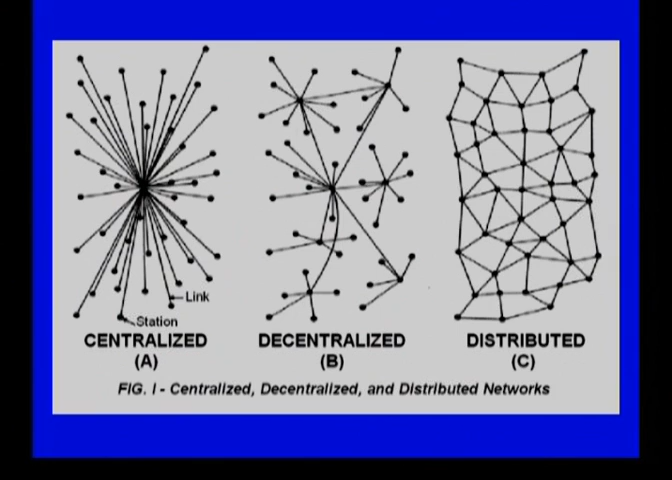 Link
Station
CENTRALIZED
(A)
DECENTRALIZED
(B)
DISTRIBUTED
(C)
FIG. I - Centralized, Decentralized, and Distributed Networks